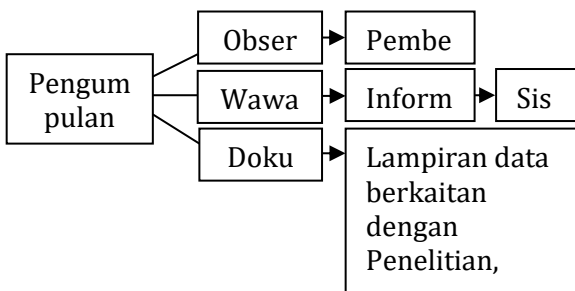 Obser
Pembe
Pengum
pulan
Wawa
Inform
Sis
Doku
Lampiran data
berkaitan
dengan
Penelitian,